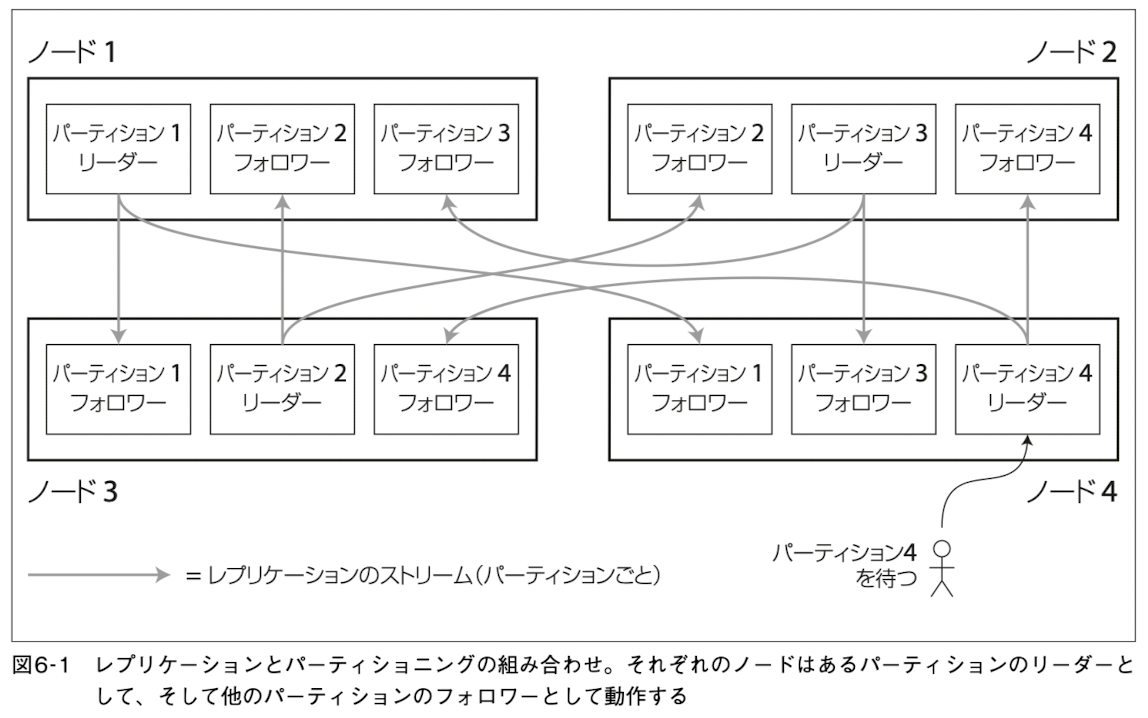 ノード 1
パーティション 1
リーダー
パーティション 2
フォロワー
パーティション 3
フォロワー
ノード 2
パーティション 2
フォロワー
パーティション 3
リーダー
パーティション 4
フォロワー
パーティション 1
フォロワー
パーティション 2
リーダー
パーティション 4
フォロワー
ノード 3
パーティション 1
フォロワー
パーティション 3
フォロワー
パーティション 4
リーダー
ノード 4
パーティション4
を待つ
= レプリケーションのストリーム(パーティションごと)
図6-1 レプリケーションとパーティショニングの組み合わせ。それぞれのノードはあるパーティションのリーダーと
して、そして他のパーティションのフォロワーとして動作する